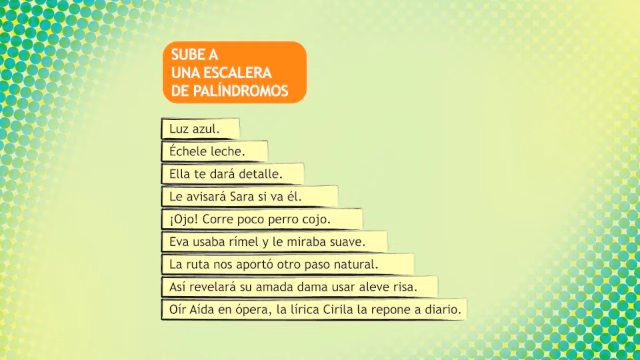 SUBE A
UNA ESCALERA
DE PALÍNDROMOS
Luz azul.
Échele leche.
Ella te dará detalle.
Le avisará Sara si va él.
¡Ojo! Corre poco perro cojo.
Eva usaba rímel y le miraba suave.
La ruta nos aportó otro paso natural.
Así revelará su amada dama usar aleve risa.
Oír Aída en ópera, la lírica Cirila la repone a diario.